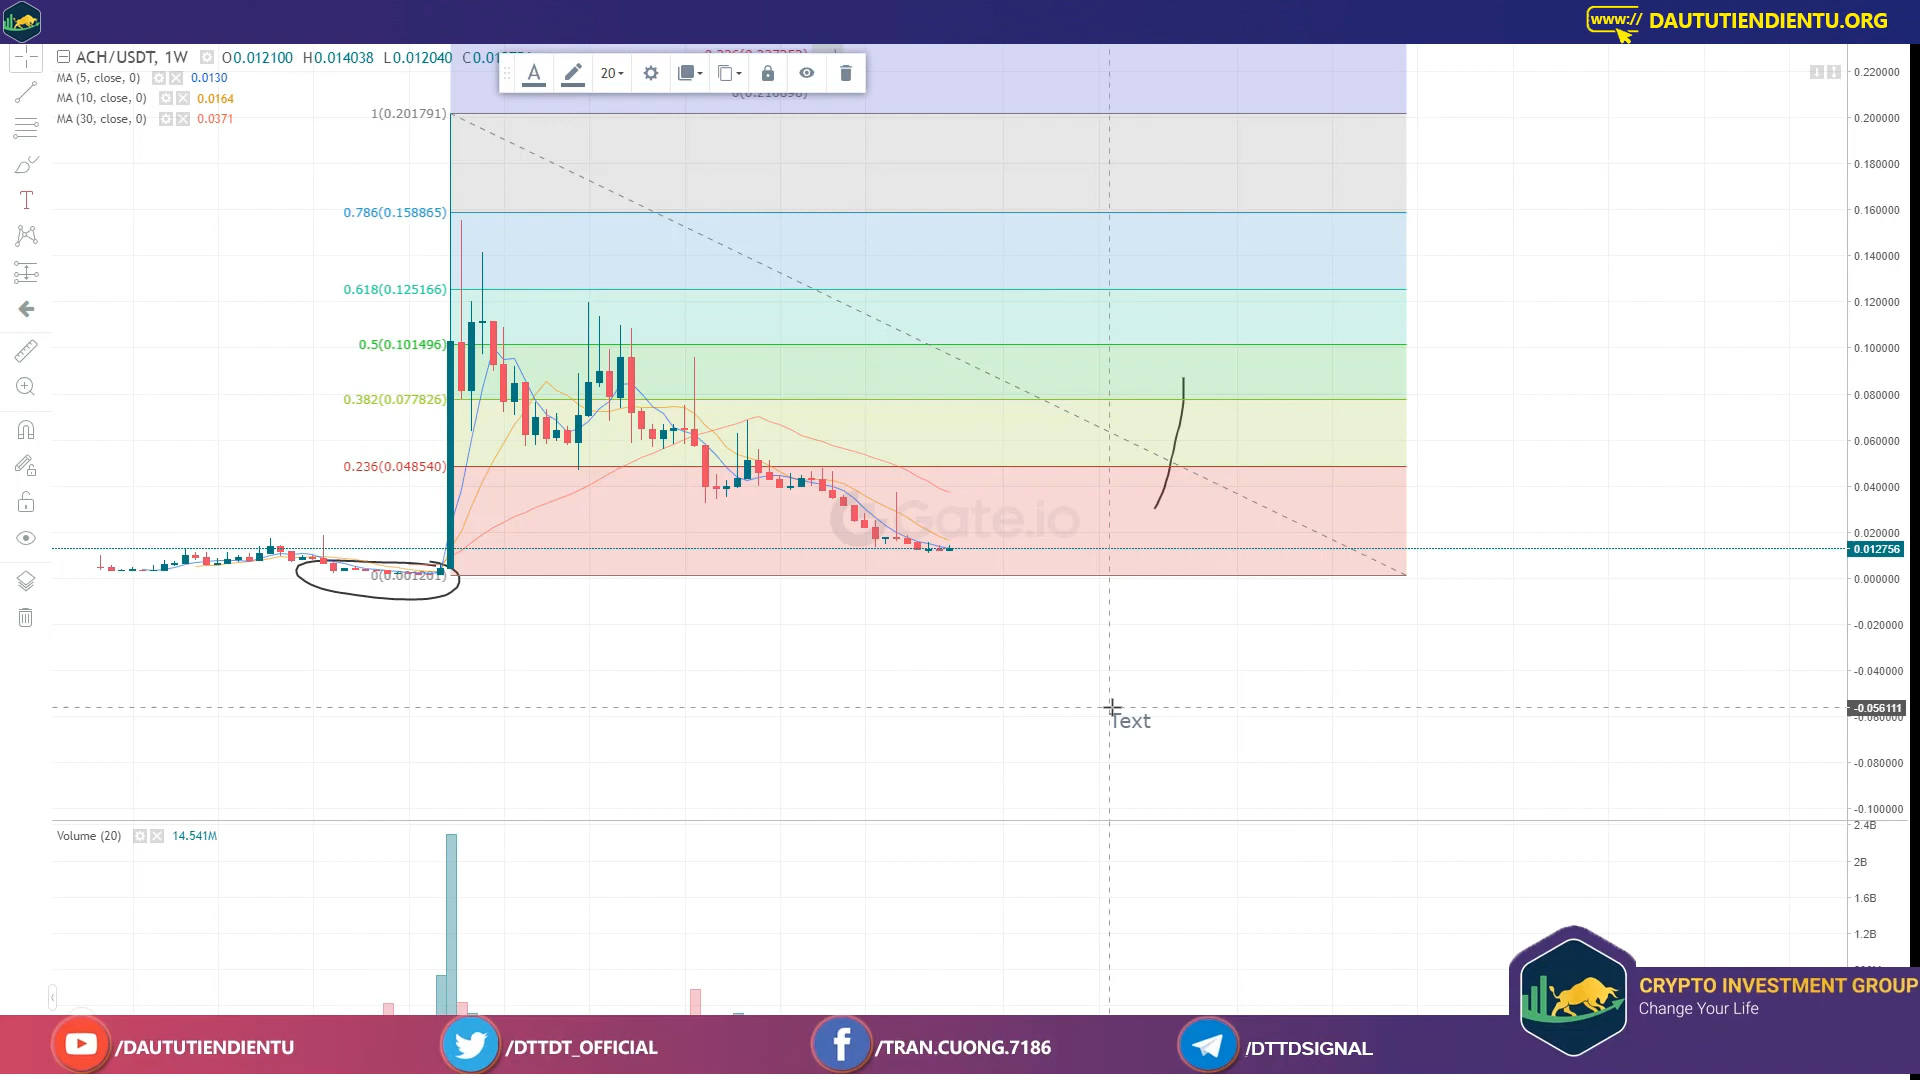 www:// DAUTUTIENDIENTU.ORG
ACH/USDT, 1W O0.012100 H0.014038 L0.012040
MA (5, close, 0) 0.0130
MA (10, close, 0) 0.0164
MA (30, close, 0) 0.0371
A 20
1(0.201791)
0.786(0.158865)
0.618(0.125166)
0.5(0.101496)
0.382(0.077826)
0.236(0.048540)
0(0.001201)
Gate.io
Text
0.220000
0.200000
0.180000
0.160000
0.140000
0.120000
0.100000
0.080000
0.060000
0.040000
0.020000
0.012756
0.000000
-0.020000
-0.040000
-0.056111
-0.060000
-0.080000
-0.100000
Volume (20) 14.541M
2.4B
2B
1.6B
1.2B
CRYPTO INVESTMENT GROUP
Change Your Life
/DAUTUTIENDIENTU
/DTTDT_OFFICIAL
/TRAN.CUONG.7186
/DTTDSIGNAL